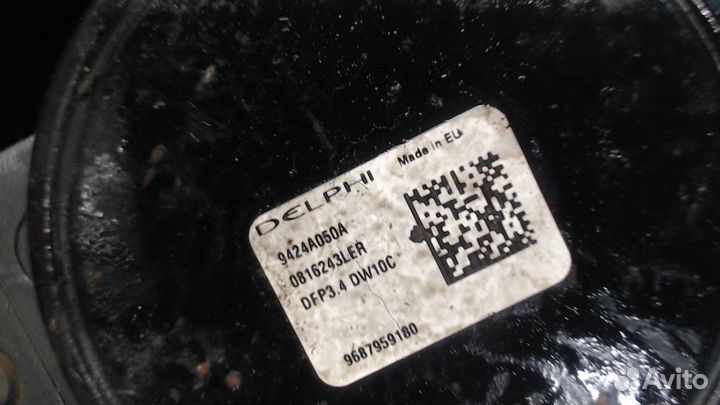 DELPHI
Made in EU
9424A050A
0816243LER
DFP3.4 DW10C
9687959180
Avito